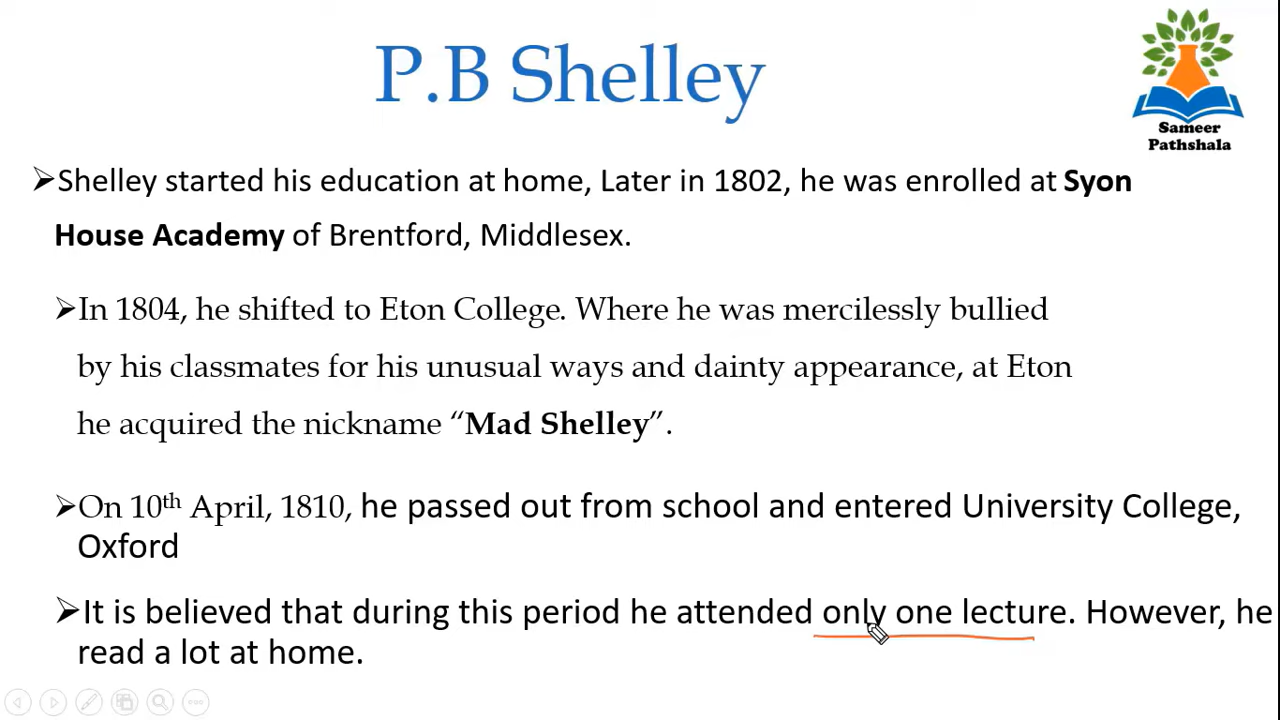 P.B Shelley
Sameer
Pathshala
➢Shelley started his education at home, Later in 1802, he was enrolled at Syon
House Academy of Brentford, Middlesex.
➢In 1804, he shifted to Eton College. Where he was mercilessly bullied
by his classmates for his unusual ways and dainty appearance, at Eton
he acquired the nickname “Mad Shelley”.
➢On 10th April, 1810, he passed out from school and entered University College,
Oxford
➢It is believed that during this period he attended only one lecture. However, he
read a lot at home.